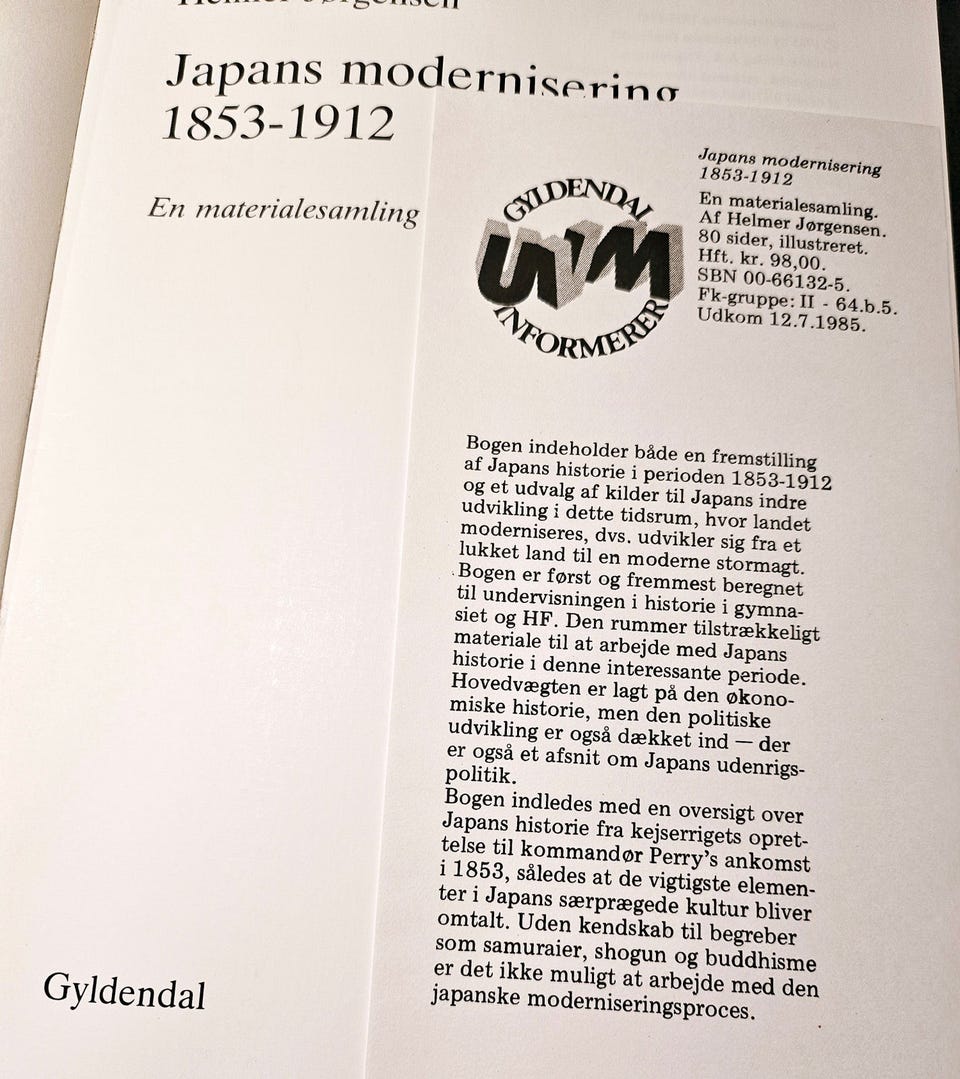 Helmer Jørgensen
Japans modernisering
1853-1912
En materialesamling
Gyldendal
GYLDENDAL
UVM
INFORMERER
Japans modernisering
1853-1912
En materialesamling.
Af Helmer Jørgensen.
80 sider, illustreret.
Hft. kr. 98,00.
SBN 00-66132-5.
Fk-gruppe: II - 64.b.5.
Udkom 12.7.1985.
Bogen indeholder både en fremstilling
af Japans historie i perioden 1853-1912
og et udvalg af kilder til Japans indre
udvikling i dette tidsrum, hvor landet
moderniseres, dvs. udvikler sig fra et
lukket land til en moderne stormagt.
Bogen er først og fremmest beregnet
til undervisningen i historie i gymna-
siet og HF. Den rummer tilstrækkeligt
materiale til at arbejde med Japans
historie i denne interessante periode.
Hovedvægten er lagt på den økono-
miske historie, men den politiske
udvikling er også dækket ind — der
er også et afsnit om Japans udenrigs-
politik.
Bogen indledes med en oversigt over
Japans historie fra kejserrigets opret-
telse til kommandør Perry's ankomst
i 1853, således at de vigtigste elemen-
ter i Japans særprægede kultur bliver
omtalt. Uden kendskab til begreber
som samuraier, shogun og buddhisme
er det ikke muligt at arbejde med den
japanske moderniseringsproces.